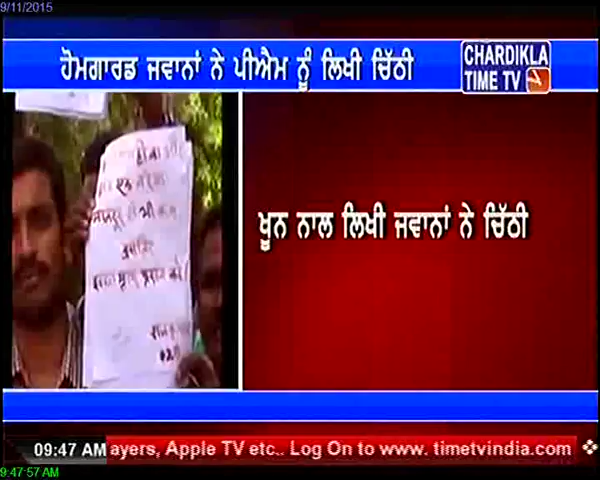 9/11/2015
ਹੋਮਗਾਰਡ ਜਵਾਨਾਂ ਨੇ ਪੀਐਮ ਨੂੰ ਲਿਖੀ ਚਿੱਠੀ
CHARDIKLA
TIME TV
ਖੂਨ ਨਾਲ ਲਿਖੀ ਜਵਾਨਾਂ ਨੇ ਚਿੱਠੀ
09:47 AM ayers, Apple TV etc.. Log On to www. timetvindia.com
9:47:57 AM